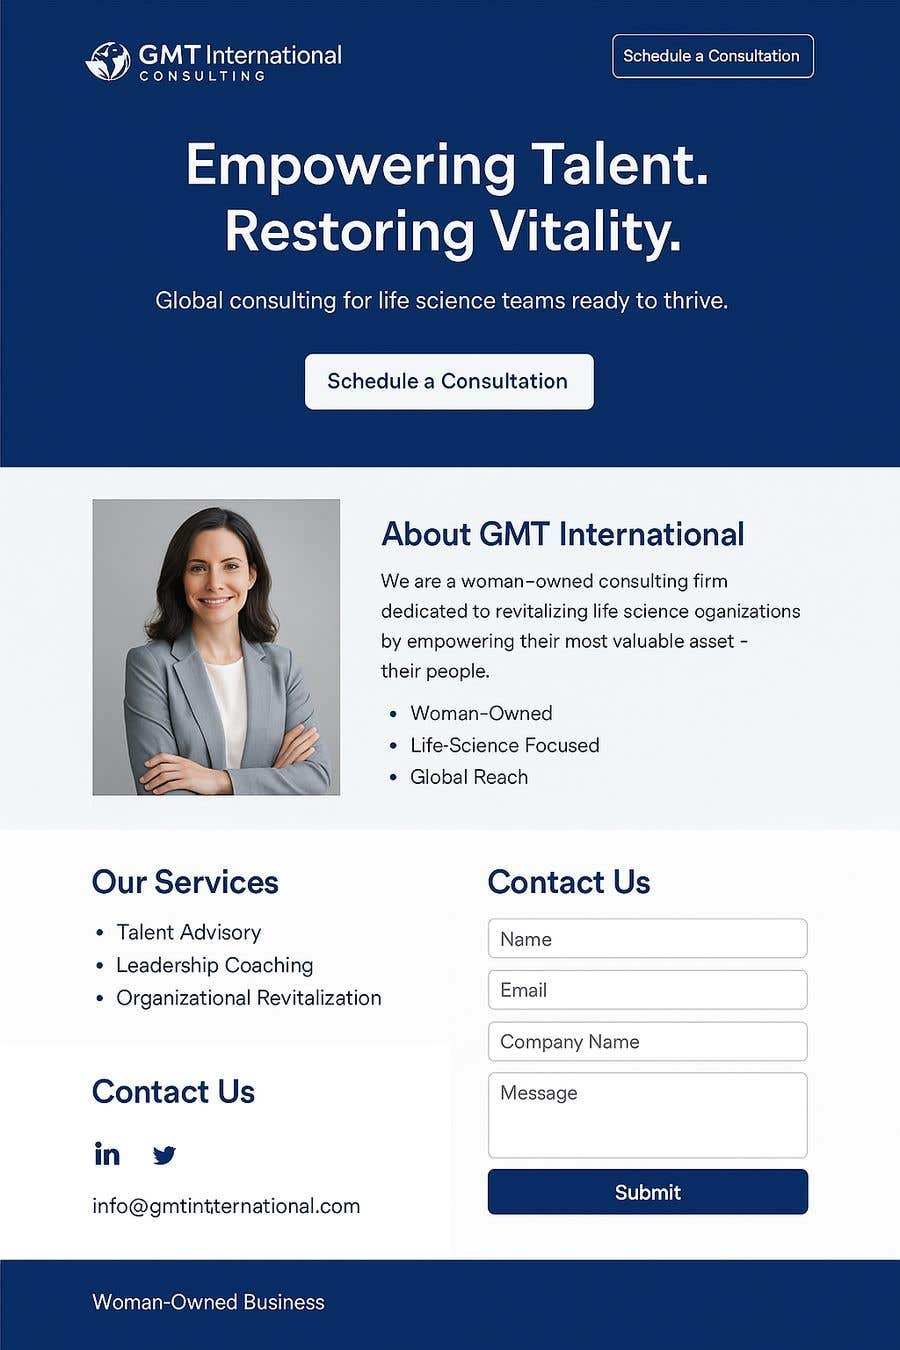 GMT International
CONSULTING
Schedule a Consultation
Empowering Talent.
Restoring Vitality.
Global consulting for life science teams ready to thrive.
Schedule a Consultation
About GMT International
We are a woman-owned consulting firm
dedicated to revitalizing life science oganizations
by empowering their most valuable asset -
their people.
• Woman-Owned
• Life-Science Focused
• Global Reach
Our Services
• Talent Advisory
• Leadership Coaching
• Organizational Revitalization
Contact Us
in
info@gmtintternational.com
Contact Us
Name
Email
Company Name
Message
Submit
Woman-Owned Business